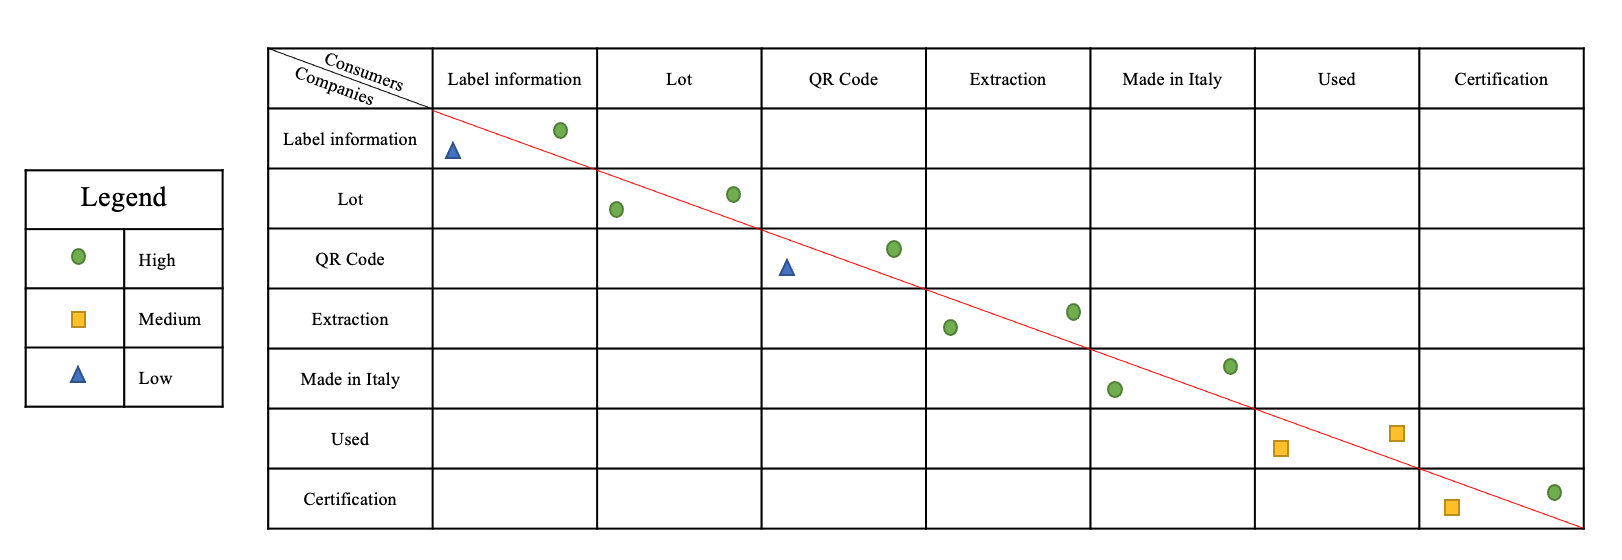 Consumers
Companies
Label information
Lot
QR Code
Extraction
Made in Italy
Used
Certification
Label information
Lot
QR Code
Extraction
Made in Italy
Used
Certification
Legend
High
Medium
Low